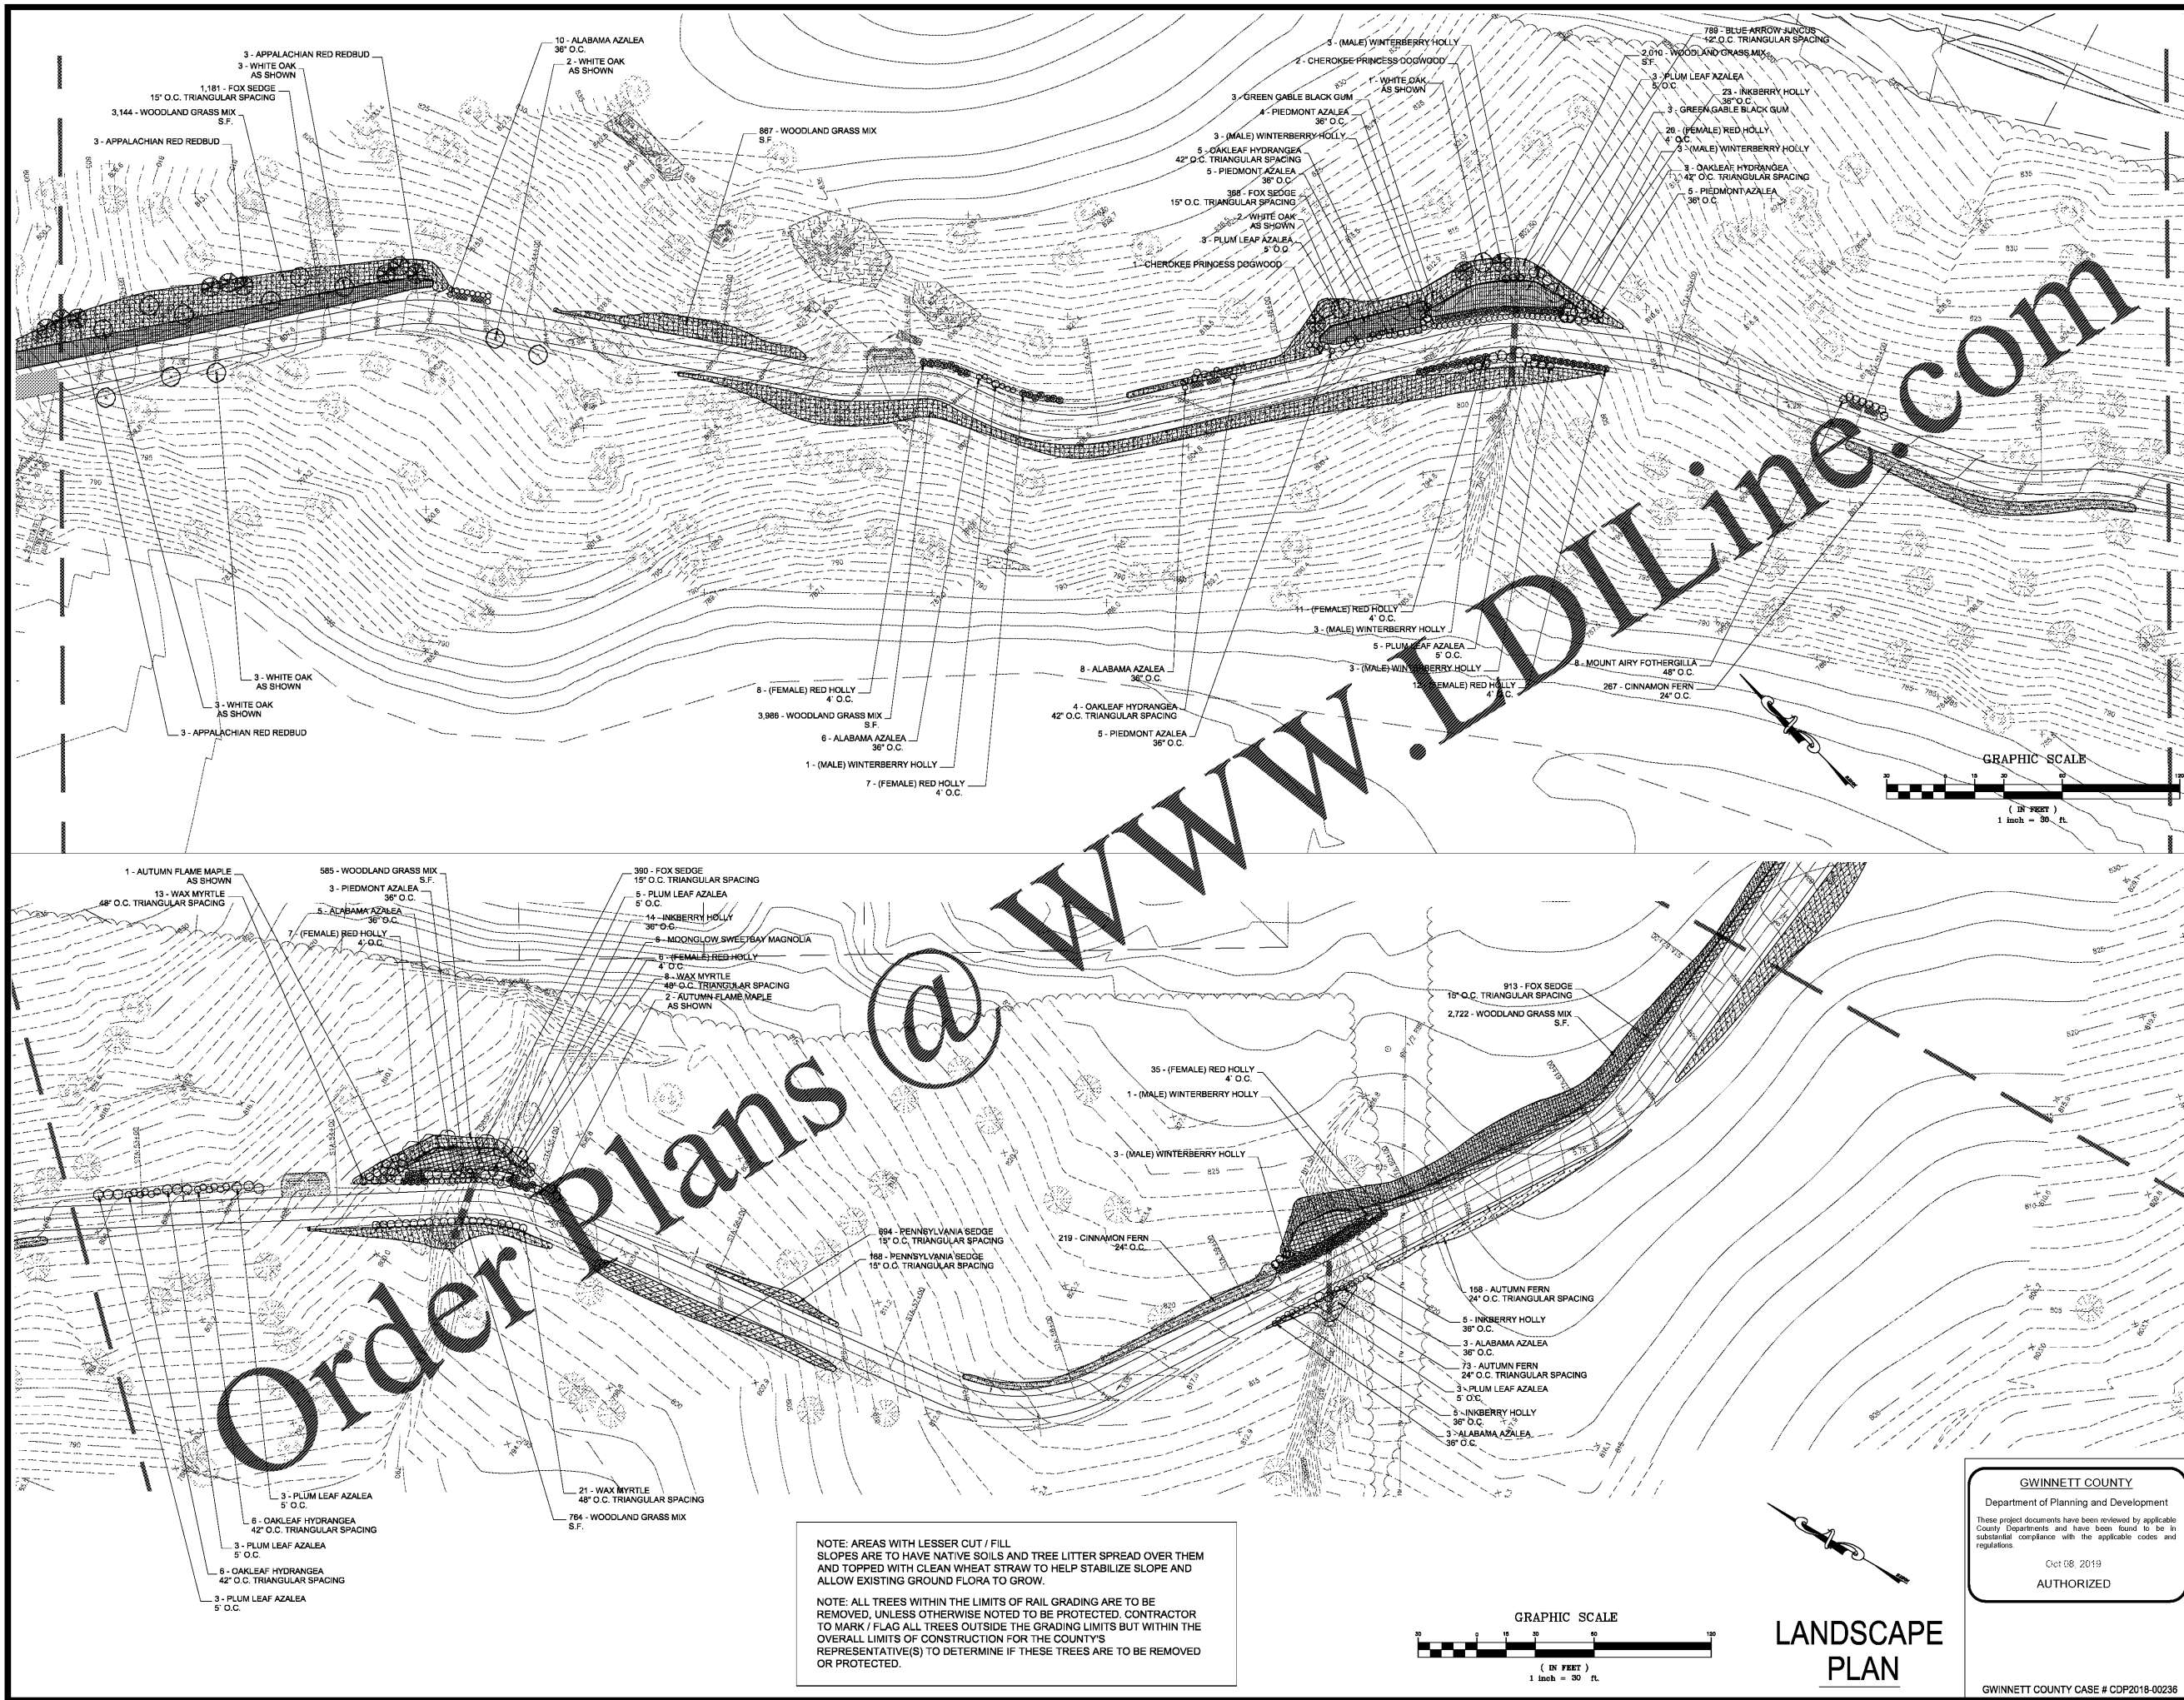 3 - APPALACHIAN RED REDBUD
3 - WHITE OAK
AS SHOWN
1,181 - FOX SEDGE
15" O.C. TRIANGULAR SPACING
3,144 - WOODLAND GRASS MIX
S.F.
3 - APPALACHIAN RED REDBUD
10 - ALABAMA AZALEA
36" O.C.
2 - WHITE OAK
AS SHOWN
867 - WOODLAND GRASS MIX
S.F.
3 - (MALE) WINTERBERRY HOLLY
2 - CHEROKEE PRINCESS DOGWOOD
1 - WHITE OAK
AS SHOWN
3 - GREEN GABLE BLACK GUM
4 - PIEDMONT AZALEA
36" O.C.
3 - (MALE) WINTERBERRY HOLLY
5 - OAKLEAF HYDRANGEA
42" O.C. TRIANGULAR SPACING
5 - PIEDMONT AZALEA
36" O.C.
368 - FOX SEDGE
15" O.C. TRIANGULAR SPACING
2 - WHITE OAK
AS SHOWN
3 - PLUM LEAF AZALEA
5' O.C.
1 - CHEROKEE PRINCESS DOGWOOD
789 - BLUE ARROW JUNCUS
12" O.C. TRIANGULAR SPACING
2,010 - WOODLAND GRASS MIX
S.F.
3 - PLUM LEAF AZALEA
5' O.C.
23 - INKBERRY HOLLY
36" O.C.
3 - GREEN GABLE BLACK GUM
26 - (FEMALE) RED HOLLY
4' O.C.
3 - (MALE) WINTERBERRY HOLLY
3 - OAKLEAF HYDRANGEA
42" O.C. TRIANGULAR SPACING
5 - PIEDMONT AZALEA
36" O.C.
3 - WHITE OAK
AS SHOWN
3 - WHITE OAK
AS SHOWN
3 - APPALACHIAN RED REDBUD
8 - (FEMALE) RED HOLLY
4' O.C.
3,986 - WOODLAND GRASS MIX
S.F.
6 - ALABAMA AZALEA
36" O.C.
1 - (MALE) WINTERBERRY HOLLY
7 - (FEMALE) RED HOLLY
4' O.C.
8 - ALABAMA AZALEA
36" O.C.
4 - OAKLEAF HYDRANGEA
42" O.C. TRIANGULAR SPACING
5 - PIEDMONT AZALEA
36" O.C.
11 - (FEMALE) RED HOLLY
4' O.C.
3 - (MALE) WINTERBERRY HOLLY
5 - PLUM LEAF AZALEA
5' O.C.
3 - (MALE) WINTERBERRY HOLLY
12 - (FEMALE) RED HOLLY
4' O.C.
8 - MOUNT AIRY FOTHERGILLA
48" O.C.
267 - CINNAMON FERN
24" O.C.
GRAPHIC SCALE
30 0 15 30 60 120
( IN FEET )
1 inch = 30 ft.
1 - AUTUMN FLAME MAPLE
AS SHOWN
13 - WAX MYRTLE
48" O.C. TRIANGULAR SPACING
585 - WOODLAND GRASS MIX
S.F.
3 - PIEDMONT AZALEA
36" O.C.
5 - ALABAMA AZALEA
36" O.C.
7 - (FEMALE) RED HOLLY
4' O.C.
390 - FOX SEDGE
15" O.C. TRIANGULAR SPACING
5 - PLUM LEAF AZALEA
5' O.C.
14 - INKBERRY HOLLY
36" O.C.
6 - MOONGLOW SWEETBAY MAGNOLIA
6 - (FEMALE) RED HOLLY
4' O.C.
8 - WAX MYRTLE
48" O.C. TRIANGULAR SPACING
2 - AUTUMN FLAME MAPLE
AS SHOWN
913 - FOX SEDGE
15" O.C. TRIANGULAR SPACING
2,722 - WOODLAND GRASS MIX
S.F.
35 - (FEMALE) RED HOLLY
4' O.C.
1 - (MALE) WINTERBERRY HOLLY
3 - (MALE) WINTERBERRY HOLLY
219 - CINNAMON FERN
24" O.C.
694 - PENNSYLVANIA SEDGE
15" O.C. TRIANGULAR SPACING
168 - PENNSYLVANIA SEDGE
15" O.C. TRIANGULAR SPACING
158 - AUTUMN FERN
24" O.C. TRIANGULAR SPACING
5 - INKBERRY HOLLY
36" O.C.
3 - ALABAMA AZALEA
36" O.C.
73 - AUTUMN FERN
24" O.C. TRIANGULAR SPACING
3 - PLUM LEAF AZALEA
5' O.C.
5 - INKBERRY HOLLY
36" O.C.
3 - ALABAMA AZALEA
36" O.C.
3 - PLUM LEAF AZALEA
5' O.C.
6 - OAKLEAF HYDRANGEA
42" O.C. TRIANGULAR SPACING
3 - PLUM LEAF AZALEA
5' O.C.
6 - OAKLEAF HYDRANGEA
42" O.C. TRIANGULAR SPACING
3 - PLUM LEAF AZALEA
5' O.C.
21 - WAX MYRTLE
48" O.C. TRIANGULAR SPACING
764 - WOODLAND GRASS MIX
S.F.
Order Plans @ www.LDILine.com
NOTE: AREAS WITH LESSER CUT / FILL
SLOPES ARE TO HAVE NATIVE SOILS AND TREE LITTER SPREAD OVER THEM
AND TOPPED WITH CLEAN WHEAT STRAW TO HELP STABILIZE SLOPE AND
ALLOW EXISTING GROUND FLORA TO GROW.
NOTE: ALL TREES WITHIN THE LIMITS OF RAIL GRADING ARE TO BE
REMOVED, UNLESS OTHERWISE NOTED TO BE PROTECTED. CONTRACTOR
TO MARK / FLAG ALL TREES OUTSIDE THE GRADING LIMITS BUT WITHIN THE
OVERALL LIMITS OF CONSTRUCTION FOR THE COUNTY'S
REPRESENTATIVE(S) TO DETERMINE IF THESE TREES ARE TO BE REMOVED
OR PROTECTED.
GRAPHIC SCALE
30 0 15 30 60 120
( IN FEET )
1 inch = 30 ft.
LANDSCAPE
PLAN
GWINNETT COUNTY
Department of Planning and Development
These project documents have been reviewed by applicable
County Departments and have been found to be in
substantial compliance with the applicable codes and
regulations.
Oct 08, 2019
AUTHORIZED
GWINNETT COUNTY CASE # CDP2018-00236